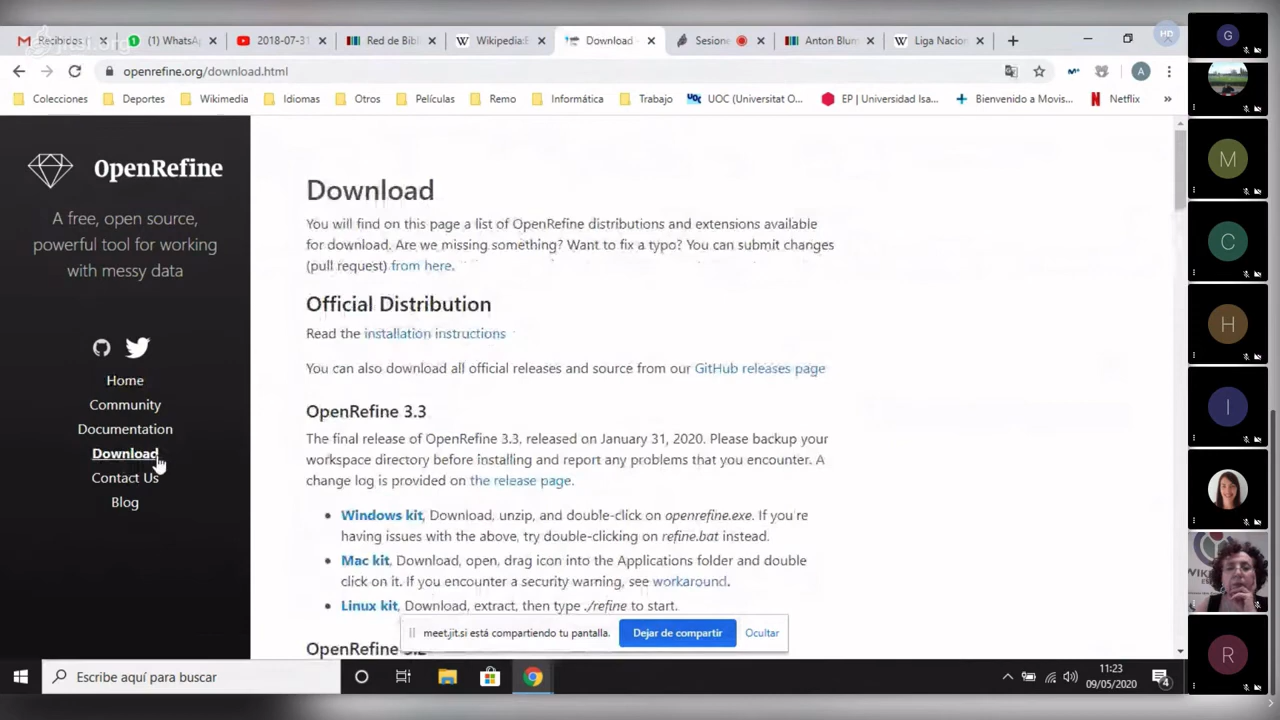 jitsi.org
Recibidos
(1) WhatsA
2018-07-31
Red de Bib
Wikipedia:E
Download
Sesione
Anton Blum
Liga Nacio
HD
openrefine.org/download.html
A
Colecciones
Deportes
Wikimedia
Idiomas
Otros
Películas
Remo
Informática
Trabajo
UOC (Universitat O...
EP | Universidad Isa...
Bienvenido a Movis...
Netflix
»
OpenRefine
A free, open source,
powerful tool for working
with messy data
Home
Community
Documentation
Download
Contact Us
Blog
Download
You will find on this page a list of OpenRefine distributions and extensions available
for download. Are we missing something? Want to fix a typo? You can submit changes
(pull request) from here.
Official Distribution
Read the installation instructions
You can also download all official releases and source from our GitHub releases page
OpenRefine 3.3
The final release of OpenRefine 3.3, released on January 31, 2020. Please backup your
workspace directory before installing and report any problems that you encounter. A
change log is provided on the release page.
• Windows kit, Download, unzip, and double-click on openrefine.exe. If you're
having issues with the above, try double-clicking on refine.bat instead.
• Mac kit, Download, open, drag icon into the Applications folder and double
click on it. If you encounter a security warning, see workaround.
• Linux kit, Download, extract, then type ./refine to start.
OpenRefine 3.2
meet.jit.si está compartiendo tu pantalla.
Dejar de compartir
Ocultar
Escribe aquí para buscar
11:23
09/05/2020
4
G
M
C
H
I
WIK
R